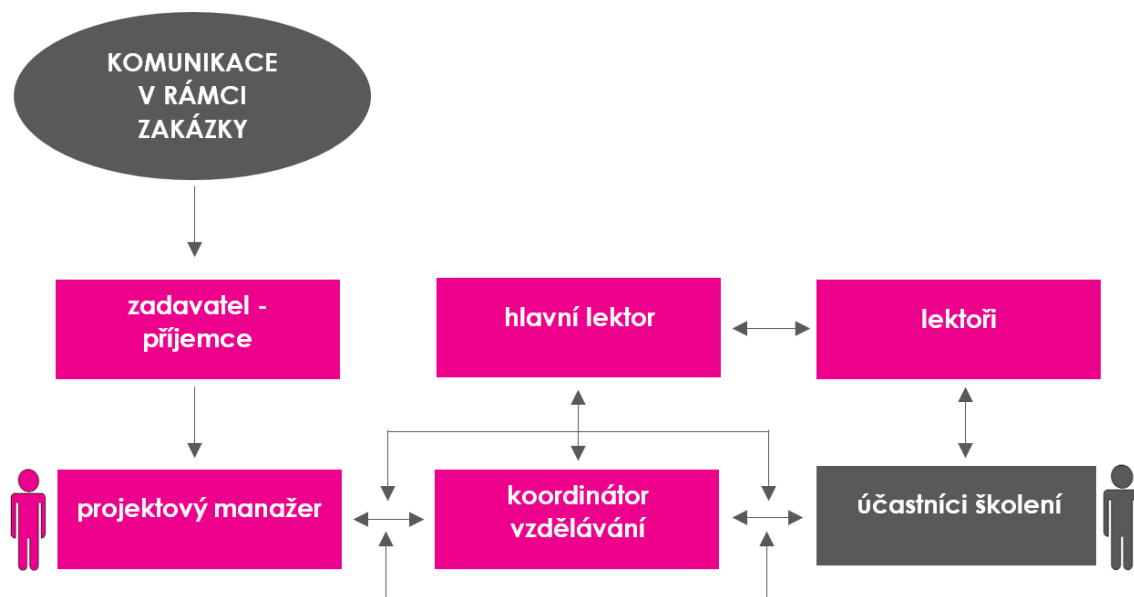 KOMUNIKACE
V RÁMCI
ZAKÁZKY
zadavatel -
příjemce
hlavní lektor
lektoři
projektový manažer
koordinátor
vzdělávání
účastníci školení